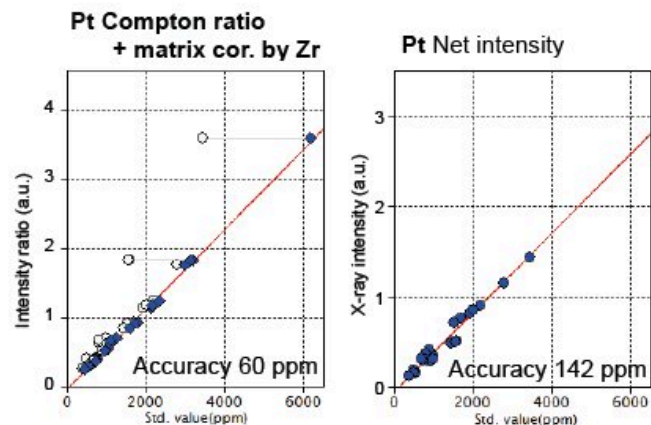 Pt Compton ratio
+ matrix cor. by Zr
Intensity ratio (a.u.)
4
3
2
1
0
Accuracy 60 ppm
0 2000 4000 6000
Std. value(ppm)
Pt Net intensity
X-ray intensity (a.u.)
3
2
1
0
Accuracy 142 ppm
0 2000 4000 6000
Std. value(ppm)